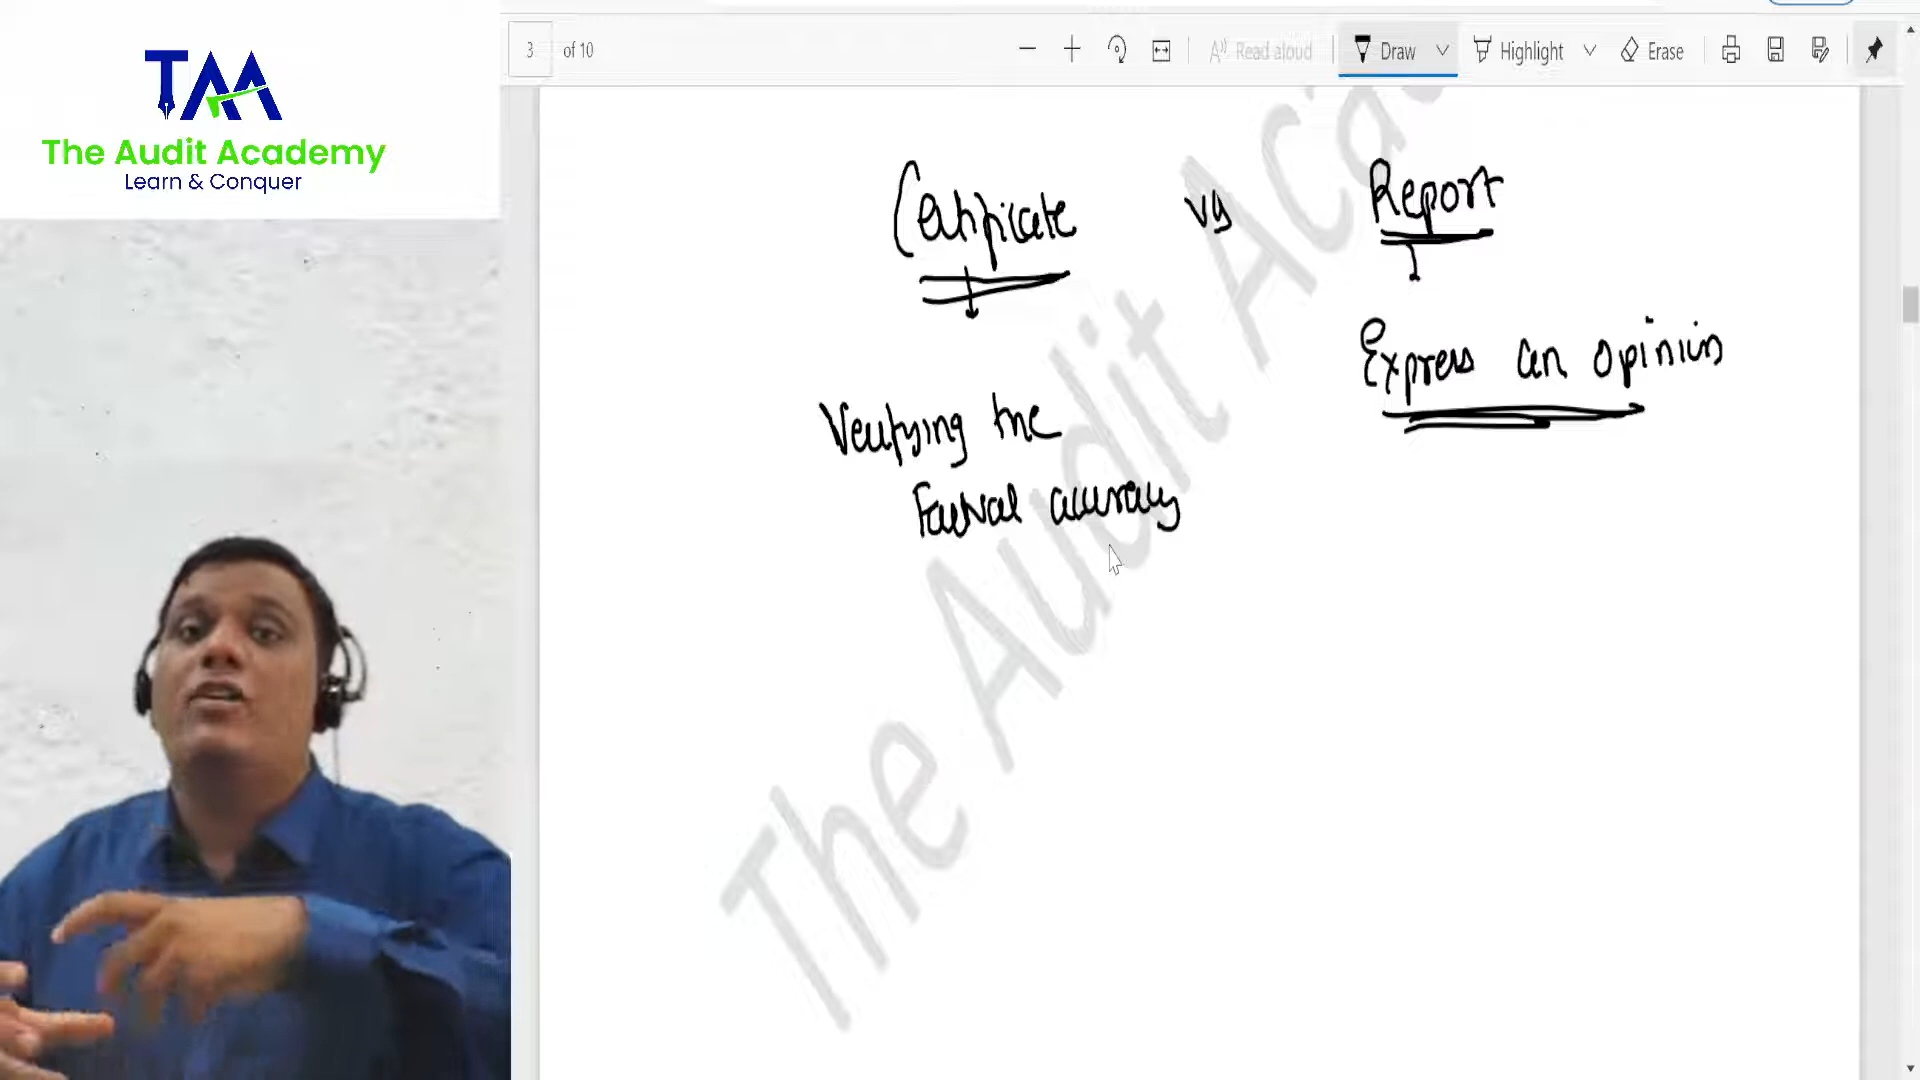 3 of 10
Read aloud
Draw
Highlight
Erase
TAA
The Audit Academy
Learn & Conquer
Certificate vs Report
Express an opinion
Verifying the
Factual accuracy
The Audit Aca